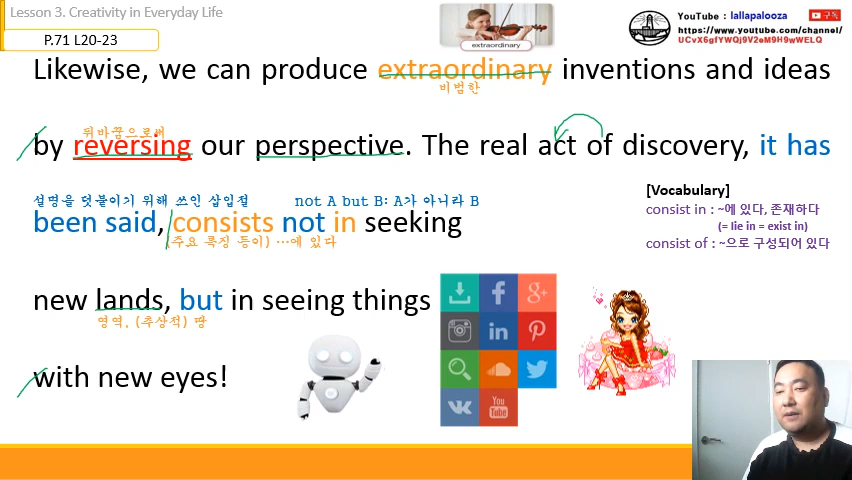 Lesson 3. Creativity in Everyday Life
P.71 L20-23
extraordinary
YouTube : lallapalooza 구독
https://www.youtube.com/channel/
UCvX6gfYWQj9V2eM9H9wWELQ
Likewise, we can produce extraordinary inventions and ideas
비범한
뒤바꿈으로써
by reversing our perspective. The real act of discovery, it has
설명을 덧붙이기 위해 쓰인 삽입절 not A but B: A가 아니라 B
been said, consists not in seeking
(주요 특징 등이) …에 있다
[Vocabulary]
consist in : ~에 있다, 존재하다
(= lie in = exist in)
consist of : ~으로 구성되어 있다
new lands, but in seeing things
영역, (추상적) 땅
with new eyes!
f g+
in
You
Tube